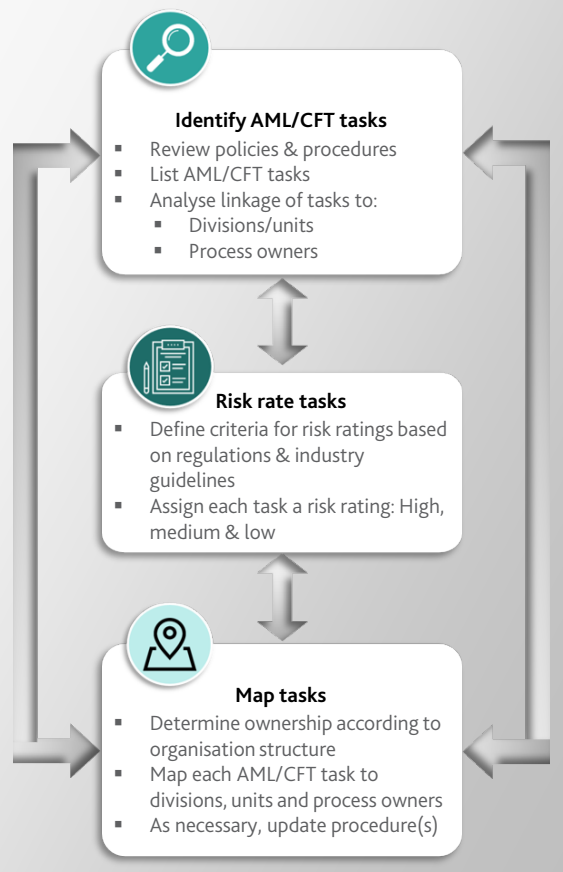 Identify AML/CFT tasks
▪ Review policies & procedures
▪ List AML/CFT tasks
▪ Analyse linkage of tasks to:
▪ Divisions/units
▪ Process owners
Risk rate tasks
▪ Define criteria for risk ratings based
on regulations & industry
guidelines
▪ Assign each task a risk rating: High,
medium & low
Map tasks
▪ Determine ownership according to
organisation structure
▪ Map each AML/CFT task to
divisions, units and process owners
▪ As necessary, update procedure(s)